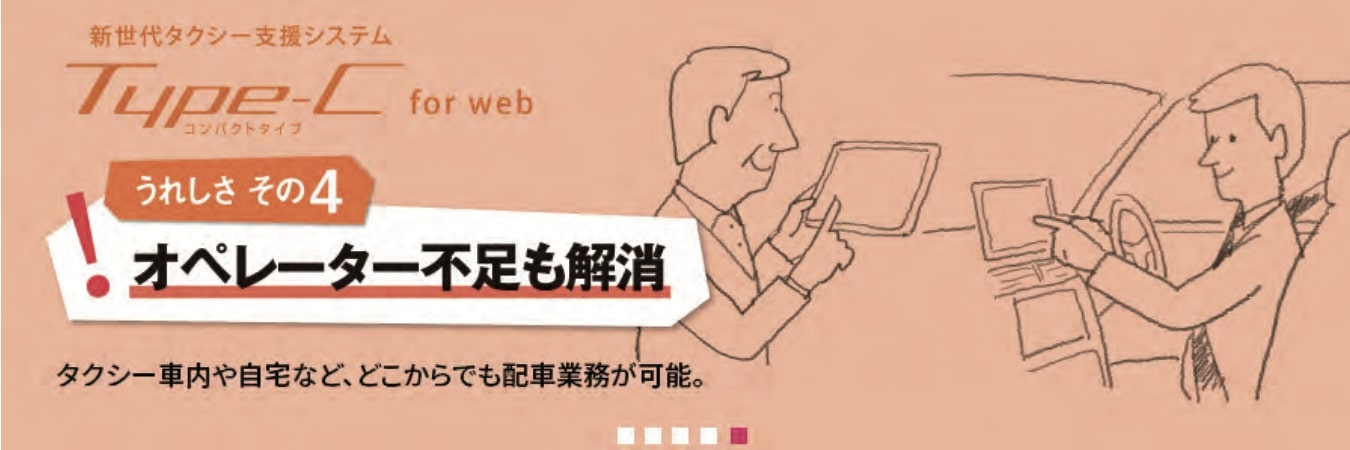 新世代タクシー支援システム
Type-C for web
コンパクトタイプ
うれしさ その4
! オペレーター不足も解消
タクシー車内や自宅など、どこからでも配車業務が可能。